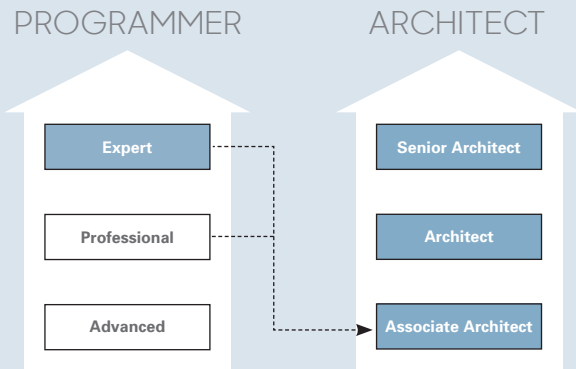 PROGRAMMER
Expert
Professional
Advanced
ARCHITECT
Senior Architect
Architect
Associate Architect